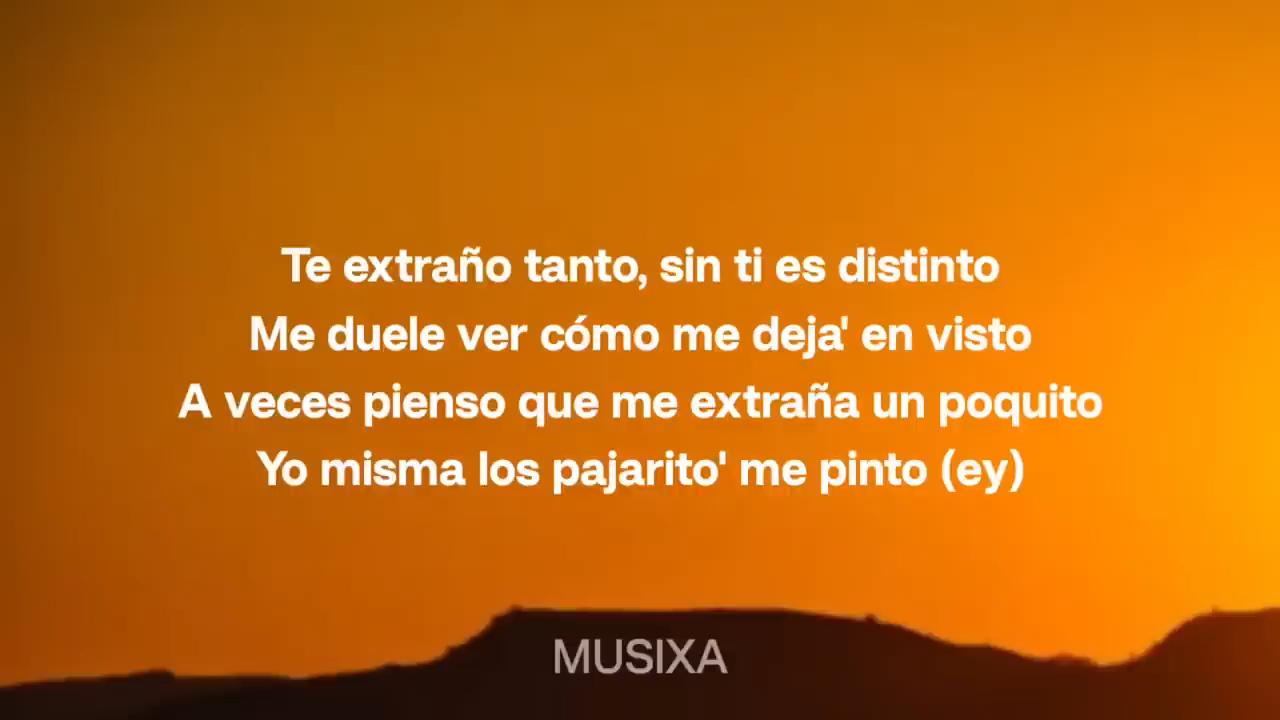 Te extraño tanto, sin ti es distinto
Me duele ver cómo me deja' en visto
A veces pienso que me extraña un poquito
Yo misma los pajarito' me pinto (ey)
MUSIXA